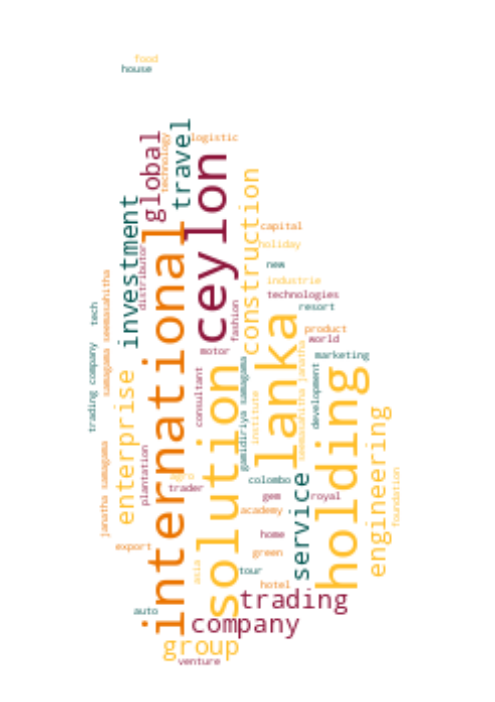 food
house
logistic
travel
global
technology
ceylon
construction
investment
distributor
international
capital
holiday
new
industrie
technologies
resort
samagama seemasahitha
tech
fashion
product
world
motor
marketing
trading company
lanka
solution
holding
enterprise
consultant
gamidiriya samagama
seemasahitha janatha
development
institute
engineering
janatha samagama
plantation
agro
trader
colombo
gem
royal
service
foundation
academy
home
export
green
asia
tour
hotel
trading
auto
company
group
venture